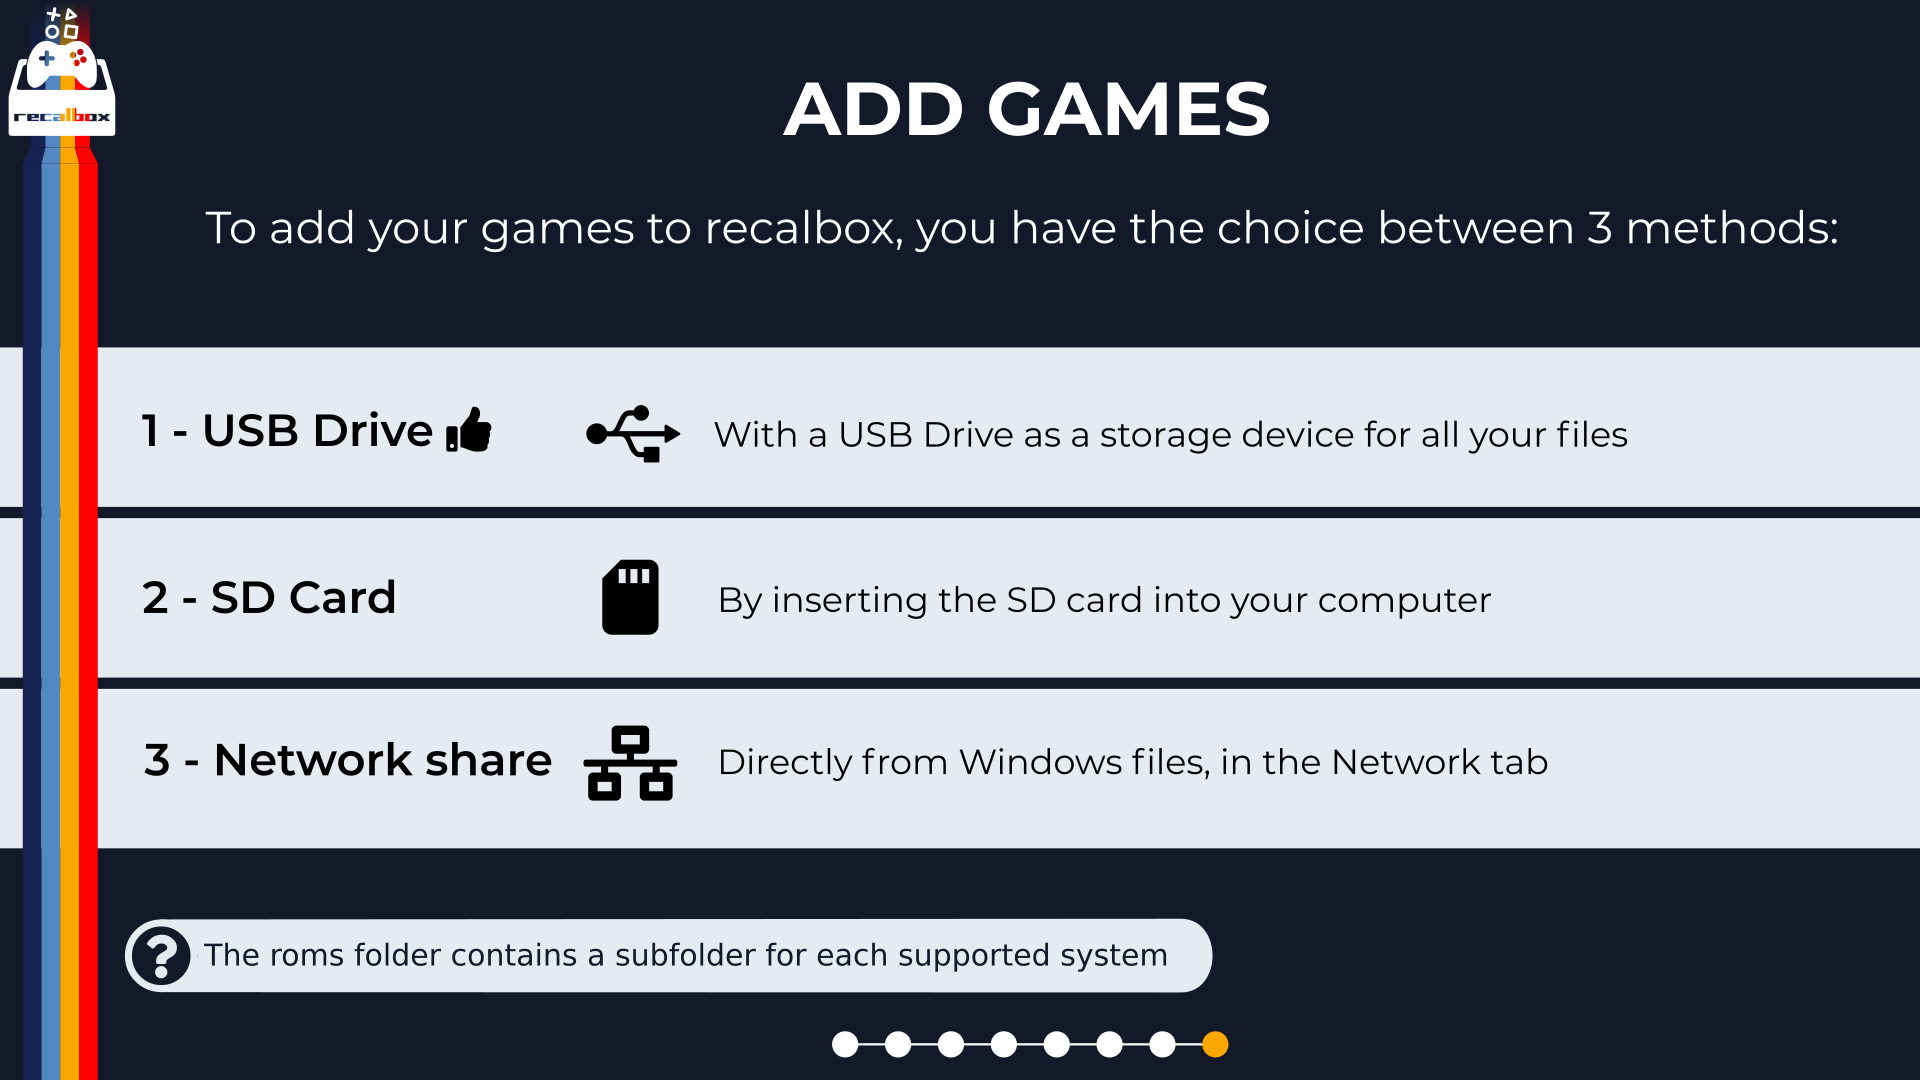 recalbox
ADD GAMES
To add your games to recalbox, you have the choice between 3 methods:
1 - USB Drive
With a USB Drive as a storage device for all your files
2 - SD Card
By inserting the SD card into your computer
3 - Network share
Directly from Windows files, in the Network tab
? The roms folder contains a subfolder for each supported system